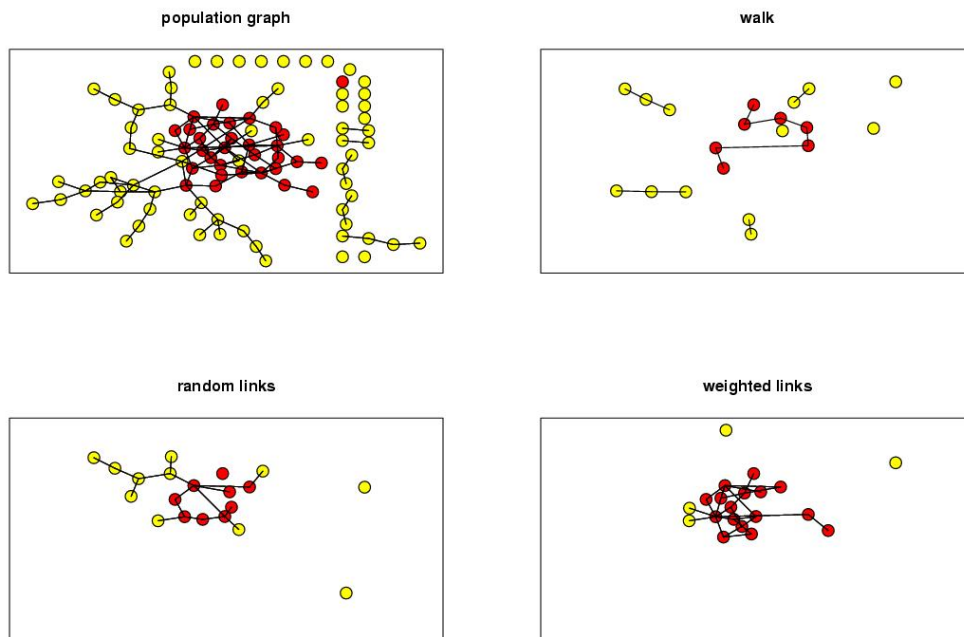 population graph
walk
random links
weighted links